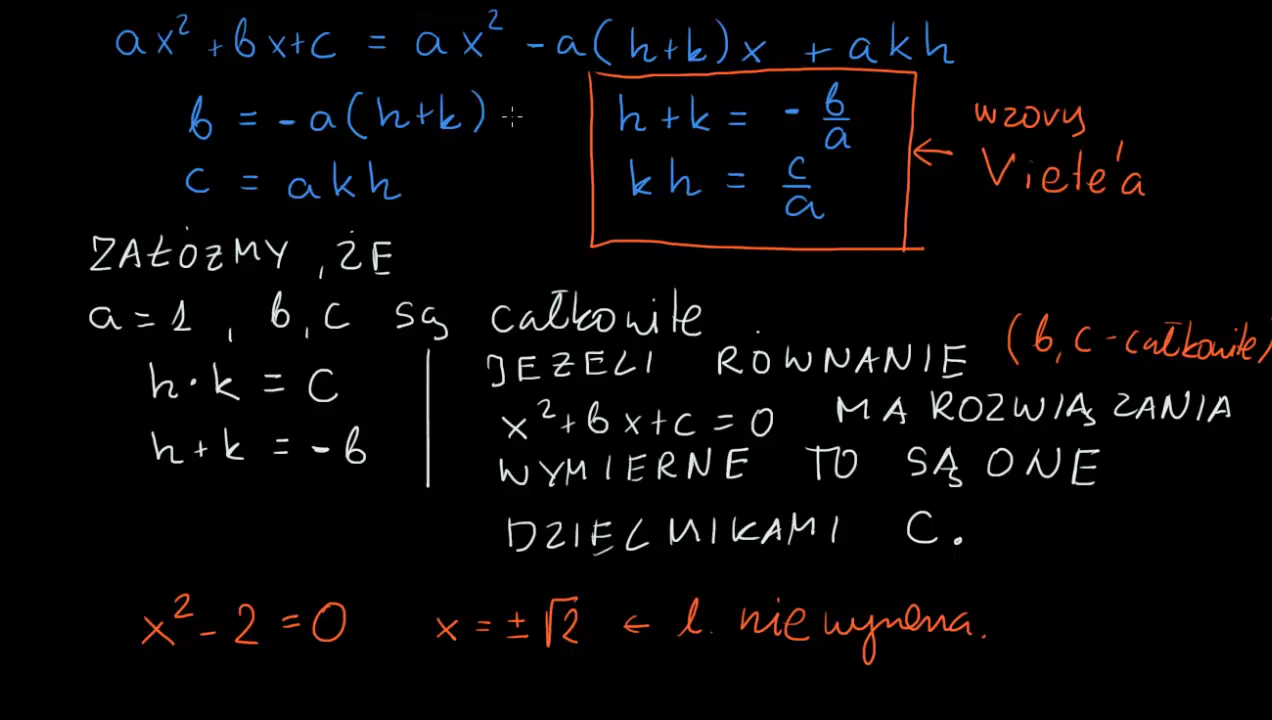 ax² + bx + c = ax² - a(h+k)x + akh
b = -a(h+k)
h + k = - b/a
c = akh
kh = c/a
← wzory
Viete'a
ZAŁÓŻMY, ŻE
a = 1, b, c są całkowite
h · k = C
h + k = -b
JEŻELI RÓWNANIE (b, c - całkowite)
x² + bx + c = 0 MA ROZWIĄZANIA
WYMIERNE TO SĄ ONE
DZIELNIKAMI C.
x² - 2 = 0 x = ±√2 ← l. niewymierna.